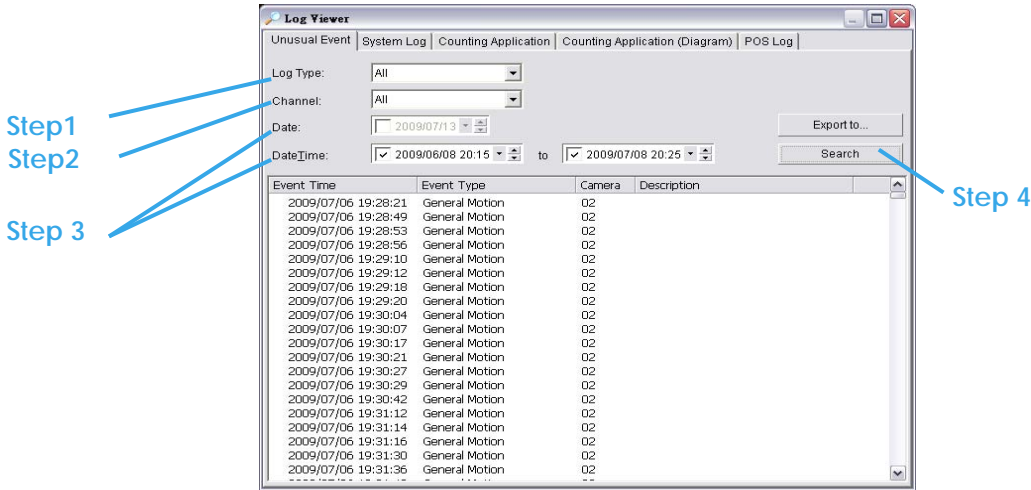 Log Viewer
Unusual Event System Log Counting Application Counting Application (Diagram) POS Log
Log Type: All
Channel: All
Date: 2009/07/13
Export to...
DateTime: 2009/06/08 20:15 to 2009/07/08 20:25
Search
Step1
Step2
Step 3
Step 4
Event Time Event Type Camera Description
2009/07/06 19:28:21 General Motion 02
2009/07/06 19:28:49 General Motion 02
2009/07/06 19:28:53 General Motion 02
2009/07/06 19:28:56 General Motion 02
2009/07/06 19:29:10 General Motion 02
2009/07/06 19:29:12 General Motion 02
2009/07/06 19:29:18 General Motion 02
2009/07/06 19:29:20 General Motion 02
2009/07/06 19:30:04 General Motion 02
2009/07/06 19:30:07 General Motion 02
2009/07/06 19:30:17 General Motion 02
2009/07/06 19:30:21 General Motion 02
2009/07/06 19:30:27 General Motion 02
2009/07/06 19:30:29 General Motion 02
2009/07/06 19:30:42 General Motion 02
2009/07/06 19:31:12 General Motion 02
2009/07/06 19:31:14 General Motion 02
2009/07/06 19:31:16 General Motion 02
2009/07/06 19:31:30 General Motion 02
2009/07/06 19:31:36 General Motion 02